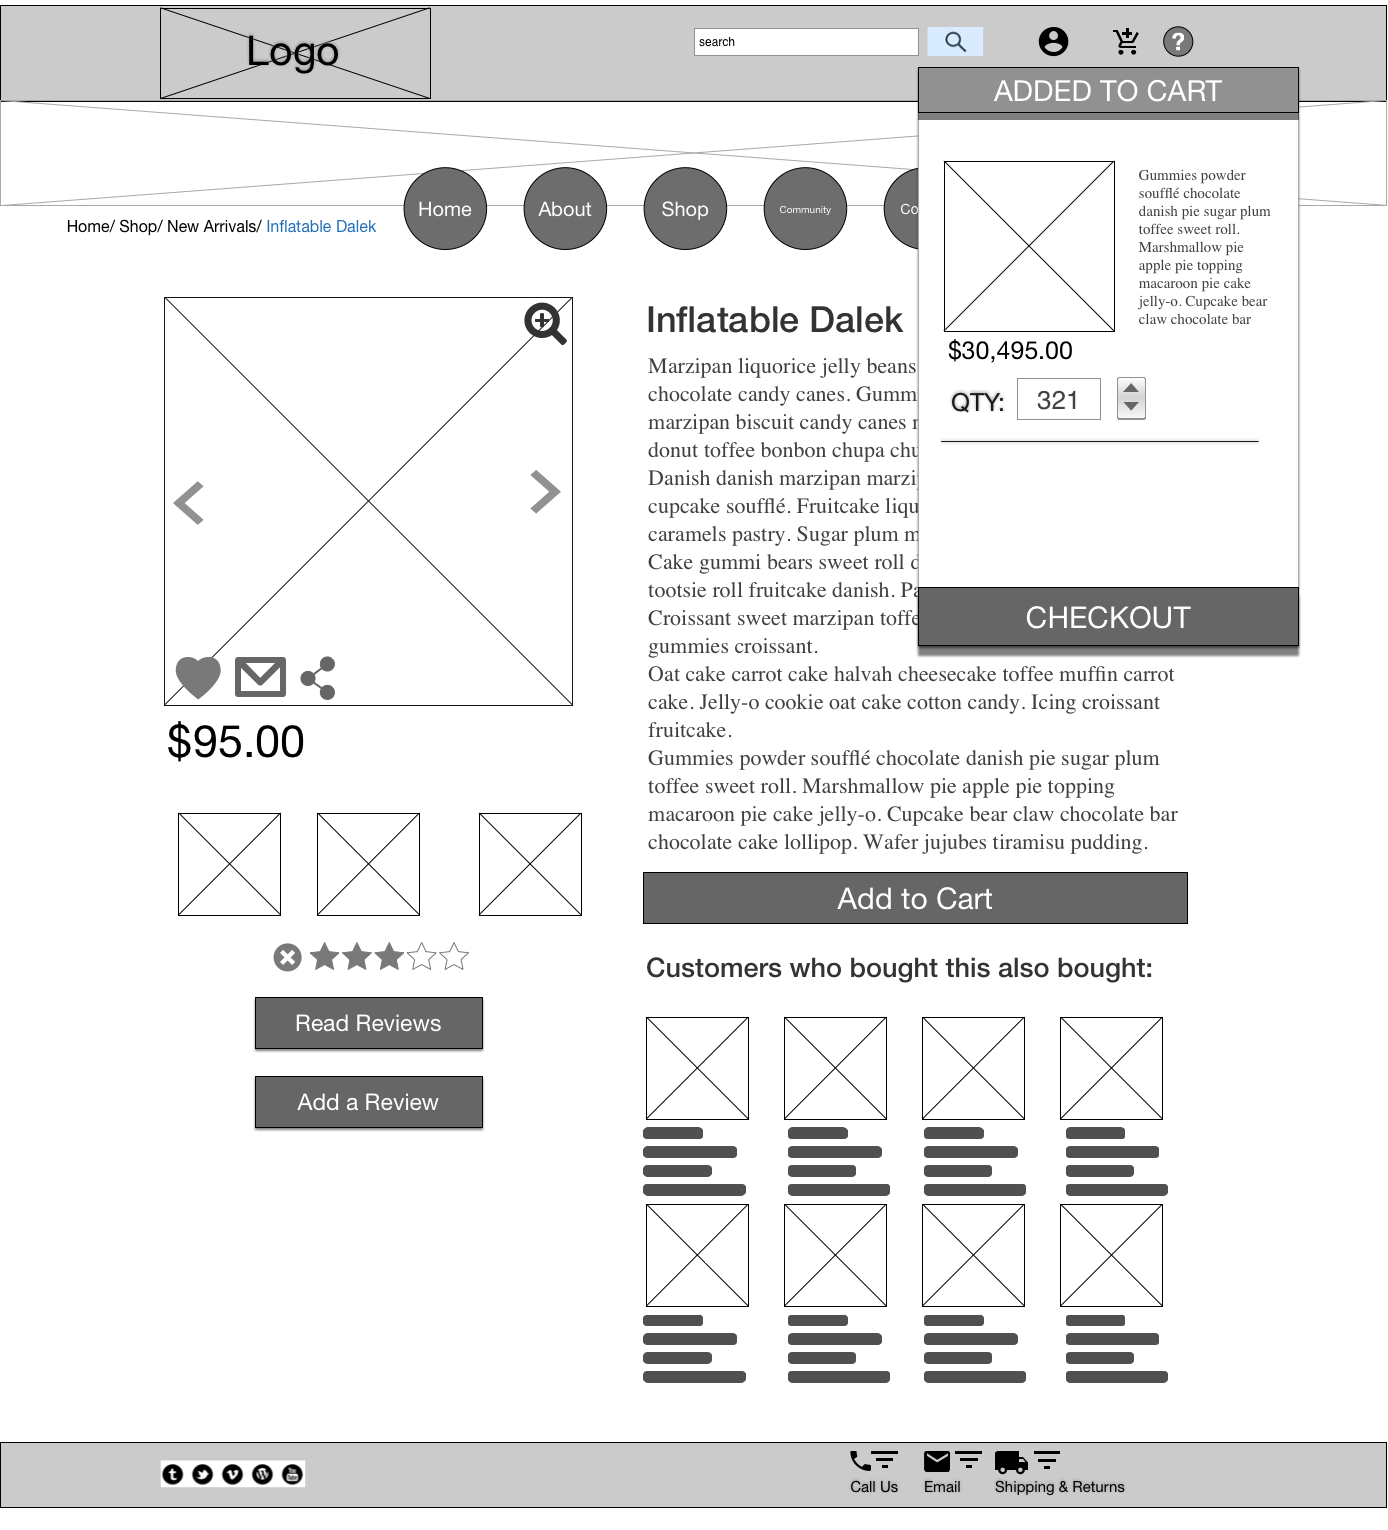 Logo
search
?
ADDED TO CART
Gummies powder
soufflé chocolate
danish pie sugar plum
toffee sweet roll.
Marshmallow pie
apple pie topping
macaroon pie cake
jelly-o. Cupcake bear
claw chocolate bar
$30,495.00
QTY: 321
CHECKOUT
Home About Shop Community Co
Home/ Shop/ New Arrivals/ Inflatable Dalek
Inflatable Dalek
Marzipan liquorice jelly beans
chocolate candy canes. Gumm
marzipan biscuit candy canes
donut toffee bonbon chupa chu
Danish danish marzipan marzi
cupcake soufflé. Fruitcake liqu
caramels pastry. Sugar plum m
Cake gummi bears sweet roll d
tootsie roll fruitcake danish. Pa
Croissant sweet marzipan toffe
gummies croissant.
Oat cake carrot cake halvah cheesecake toffee muffin carrot
cake. Jelly-o cookie oat cake cotton candy. Icing croissant
fruitcake.
Gummies powder soufflé chocolate danish pie sugar plum
toffee sweet roll. Marshmallow pie apple pie topping
macaroon pie cake jelly-o. Cupcake bear claw chocolate bar
chocolate cake lollipop. Wafer jujubes tiramisu pudding.
$95.00
Add to Cart
Read Reviews
Add a Review
Customers who bought this also bought:
Call Us Email Shipping & Returns